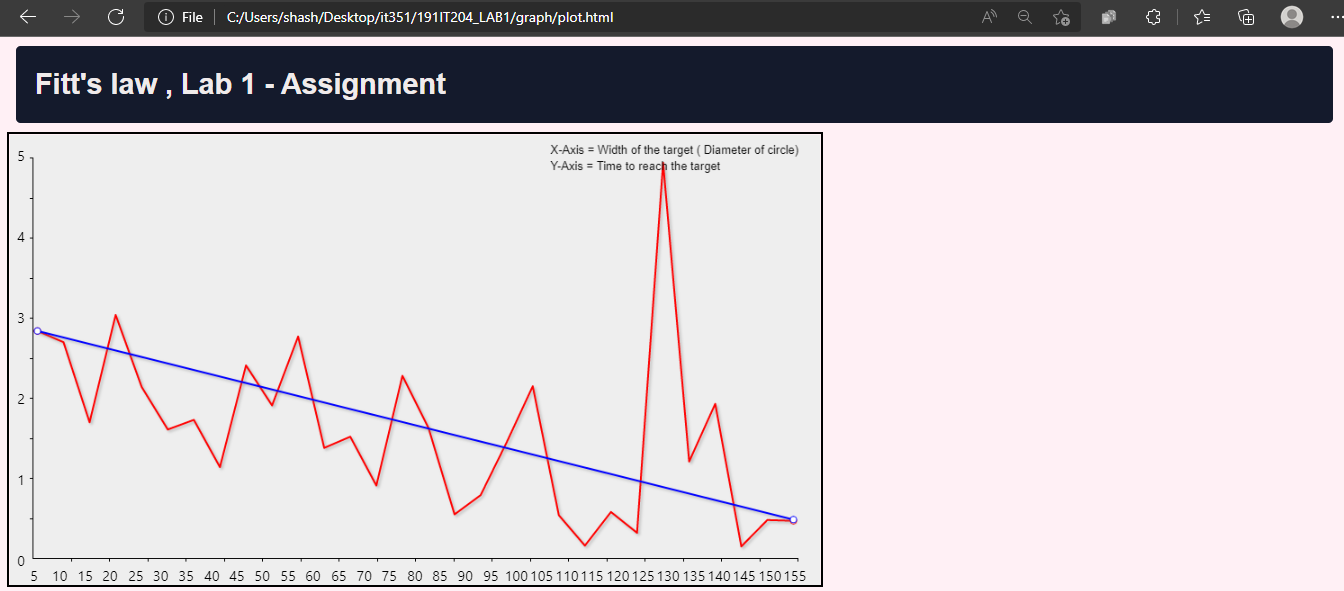 File
C:/Users/shash/Desktop/it351/191IT204_LAB1/graph/plot.html
Fitt's law , Lab 1 - Assignment
X-Axis = Width of the target ( Diameter of circle)
Y-Axis = Time to reach the target
5
4
3
2
1
0
5 10 15 20 25 30 35 40 45 50 55 60 65 70 75 80 85 90 95 100 105 110 115 120 125 130 135 140 145 150 155